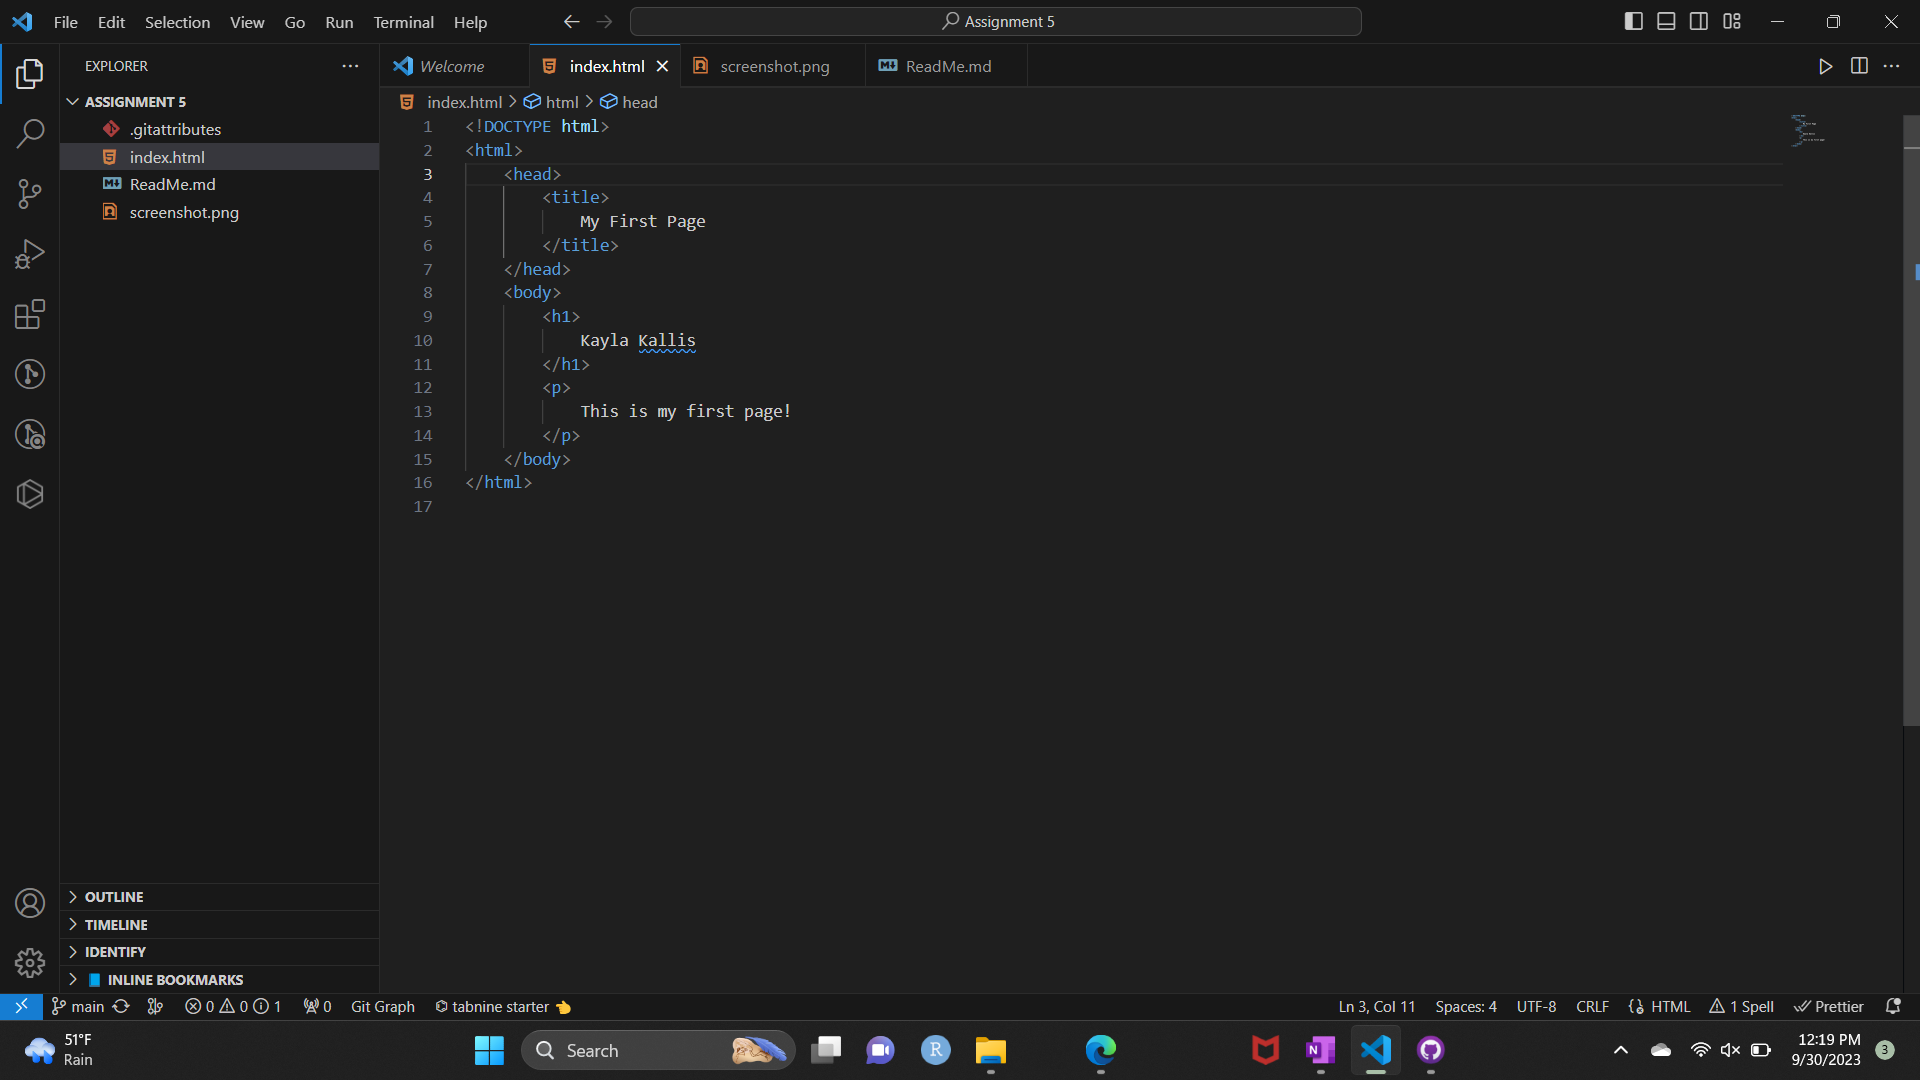 File Edit Selection View Go Run Terminal Help
Assignment 5
EXPLORER
Welcome
index.html
screenshot.png
ReadMe.md
ASSIGNMENT 5
.gitattributes
index.html
ReadMe.md
screenshot.png
index.html > html > head
1 <!DOCTYPE html>
2 <html>
3 <head>
4 <title>
5 My First Page
6 </title>
7 </head>
8 <body>
9 <h1>
10 Kayla Kallis
11 </h1>
12 <p>
13 This is my first page!
14 </p>
15 </body>
16 </html>
17
OUTLINE
TIMELINE
IDENTIFY
INLINE BOOKMARKS
main 0 0 1 0 Git Graph tabnine starter Ln 3, Col 11 Spaces: 4 UTF-8 CRLF HTML 1 Spell Prettier
51°F
Rain
Search
R
N
12:19 PM
9/30/2023
3